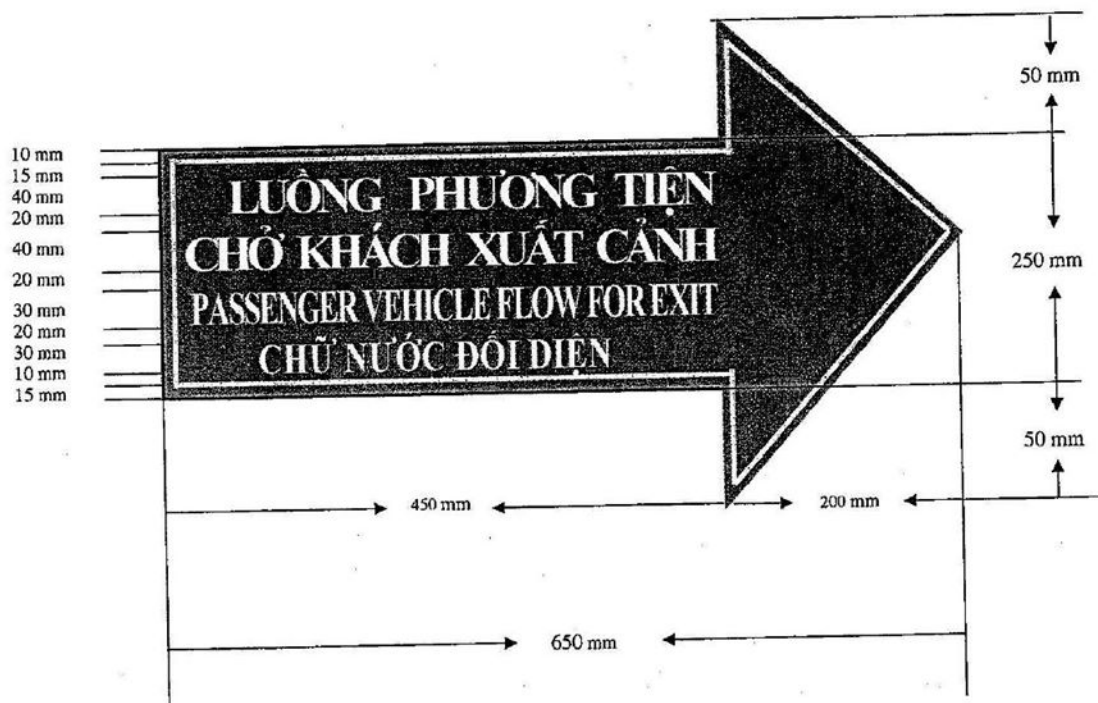 50 mm
10 mm
15 mm
40 mm
20 mm
40 mm
20 mm
30 mm
20 mm
30 mm
10 mm
15 mm
LUỒNG PHƯƠNG TIỆN
CHỞ KHÁCH XUẤT CẢNH
PASSENGER VEHICLE FLOW FOR EXIT
CHỮ NƯỚC ĐỐI DIỆN
250 mm
50 mm
450 mm
200 mm
650 mm